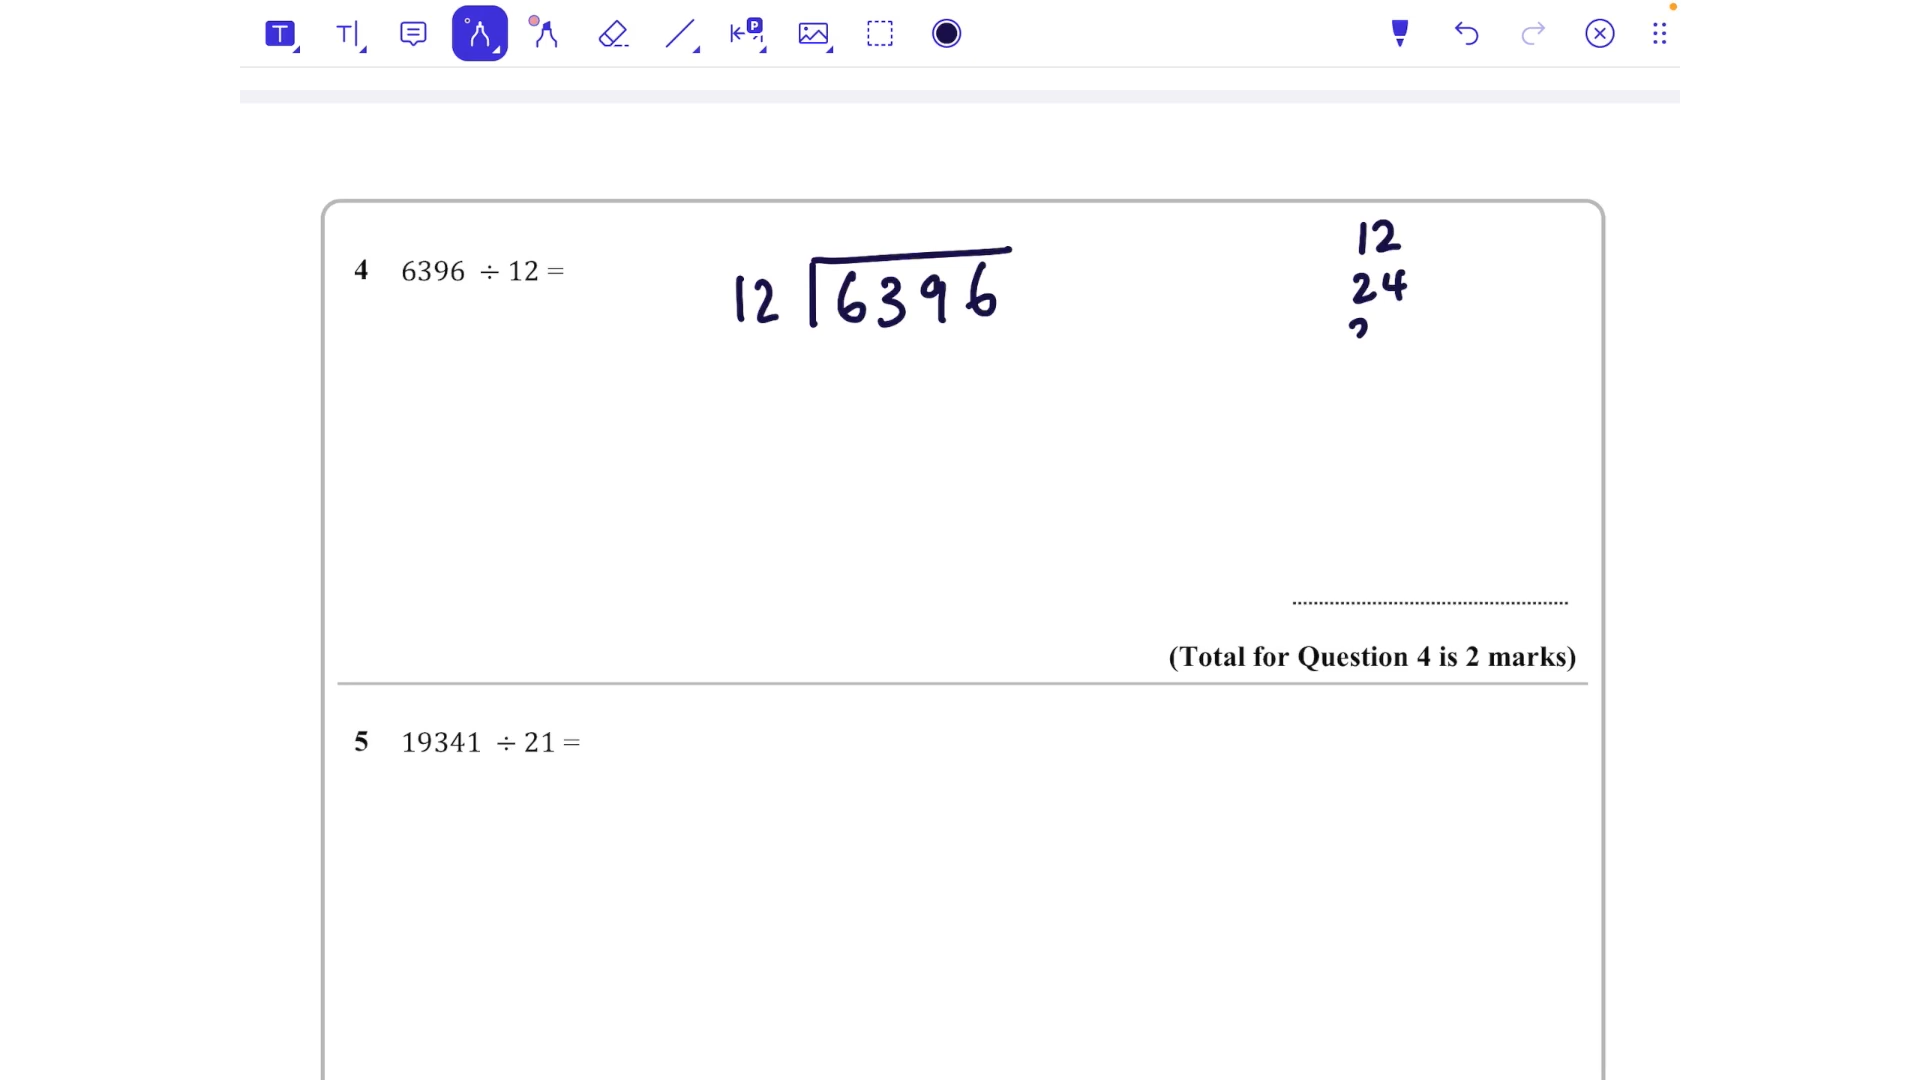 4 6396 ÷ 12 =
12 6396
12
24
(Total for Question 4 is 2 marks)
5 19341 ÷ 21 =